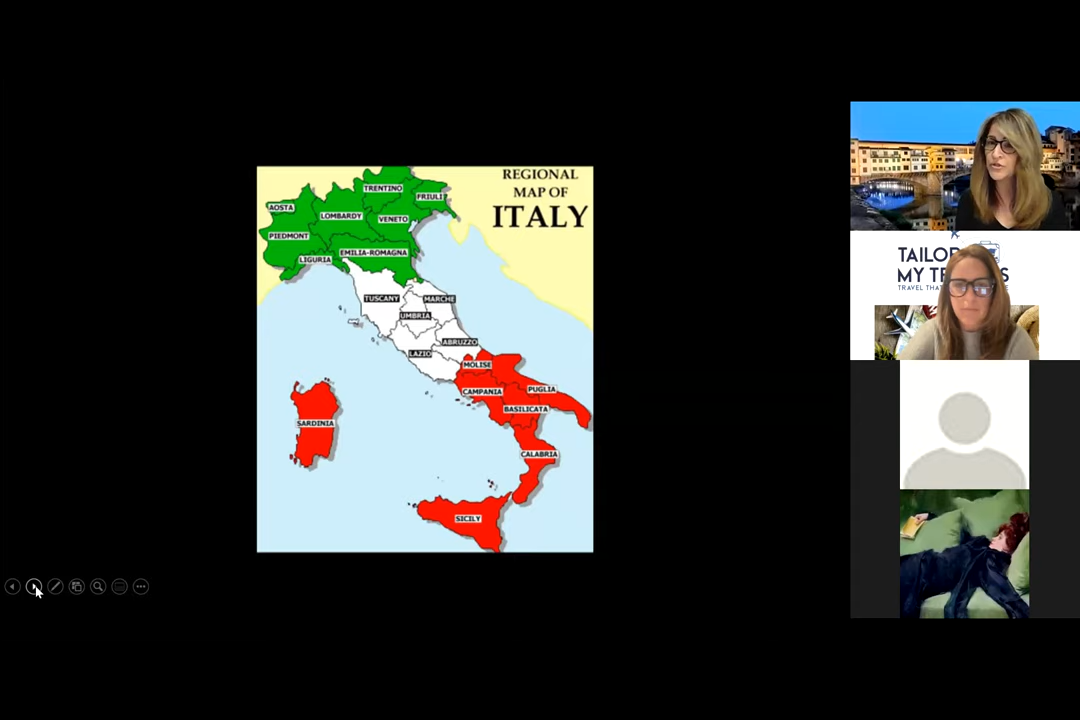 REGIONAL
MAP OF
ITALY
TRENTINO
FRIULI
AOSTA
LOMBARDY
VENETO
PIEDMONT
EMILIA-ROMAGNA
LIGURIA
TUSCANY
MARCHE
UMBRIA
ABRUZZO
LAZIO
MOLISE
CAMPANIA
PUGLIA
BASILICATA
SARDINIA
CALABRIA
SICILY
MY